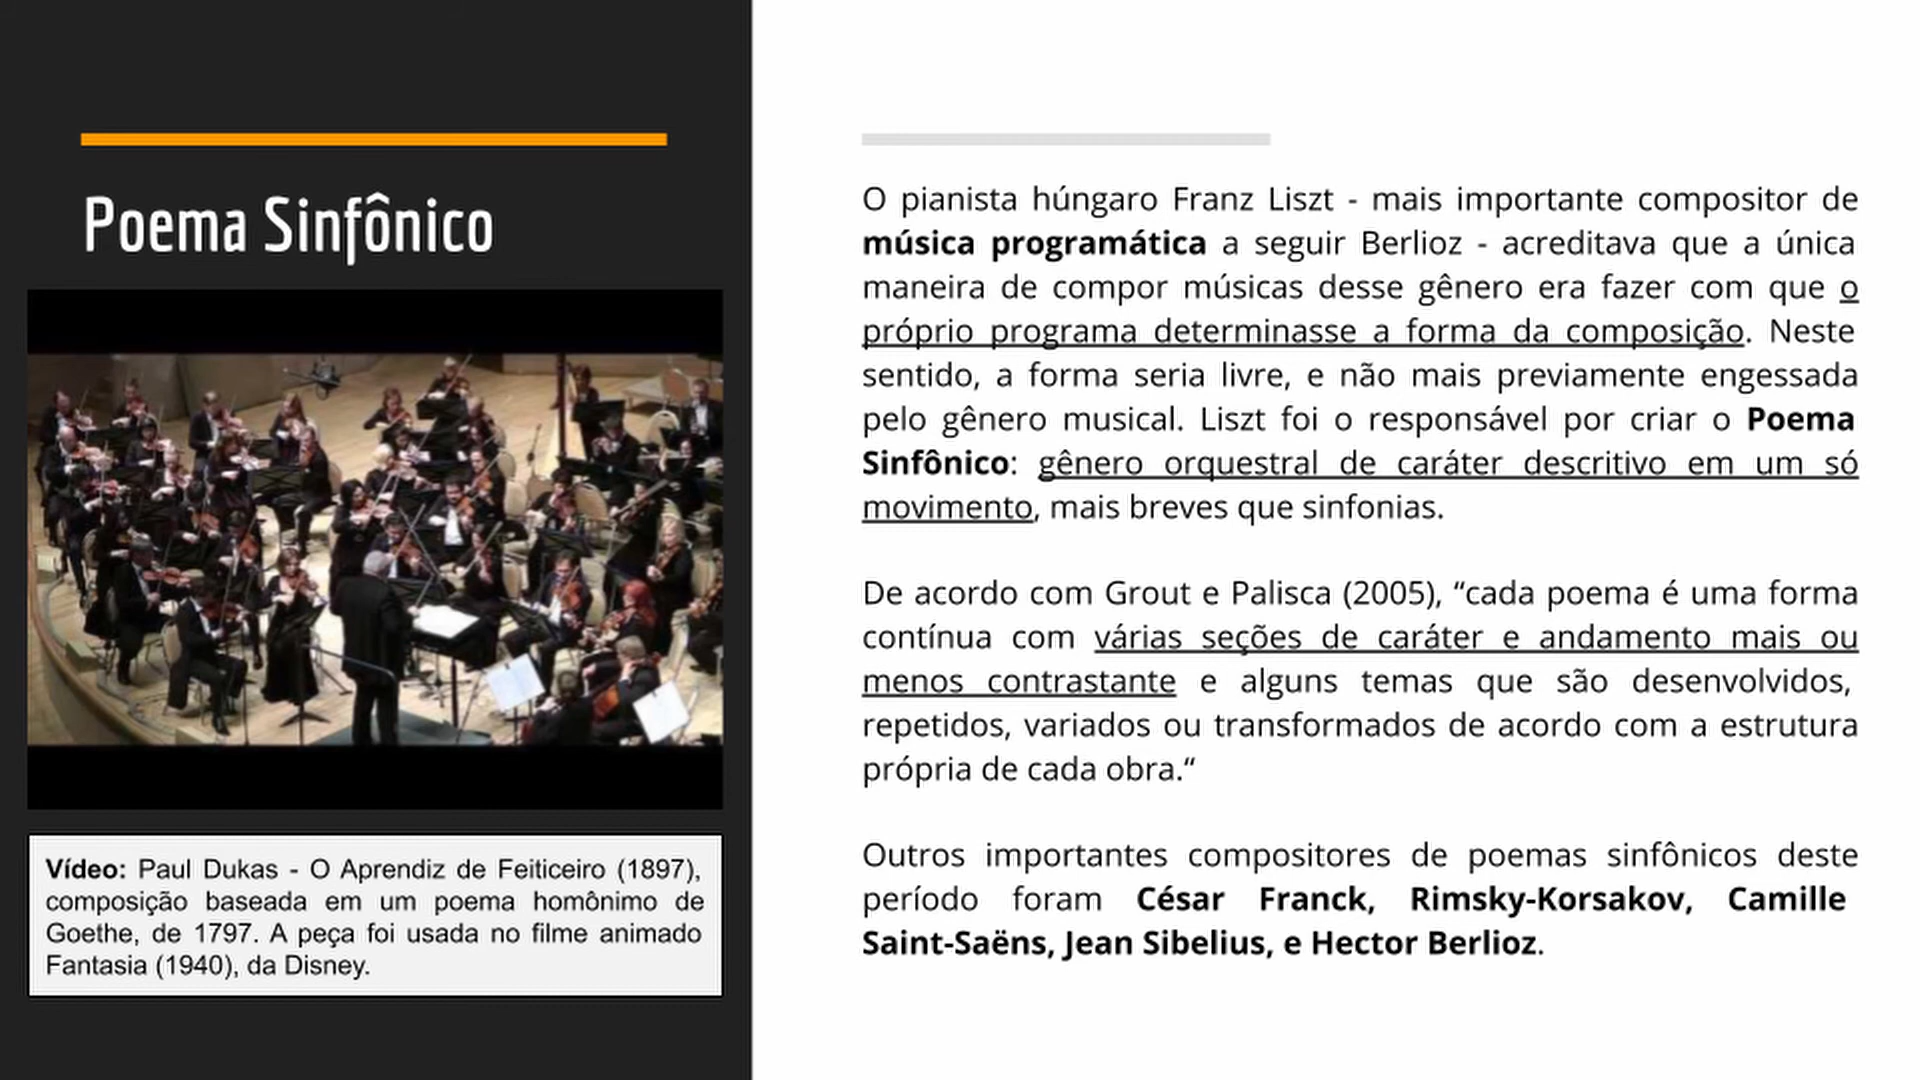 Poema Sinfônico
Vídeo: Paul Dukas - O Aprendiz de Feiticeiro (1897),
composição baseada em um poema homônimo de
Goethe, de 1797. A peça foi usada no filme animado
Fantasia (1940), da Disney.
O pianista húngaro Franz Liszt - mais importante compositor de
música programática a seguir Berlioz - acreditava que a única
maneira de compor músicas desse gênero era fazer com que o
próprio programa determinasse a forma da composição. Neste
sentido, a forma seria livre, e não mais previamente engessada
pelo gênero musical. Liszt foi o responsável por criar o Poema
Sinfônico: gênero orquestral de caráter descritivo em um só
movimento, mais breves que sinfonias.
De acordo com Grout e Palisca (2005), “cada poema é uma forma
contínua com várias seções de caráter e andamento mais ou
menos contrastante e alguns temas que são desenvolvidos,
repetidos, variados ou transformados de acordo com a estrutura
própria de cada obra.“
Outros importantes compositores de poemas sinfônicos deste
período foram César Franck, Rimsky-Korsakov, Camille
Saint-Saëns, Jean Sibelius, e Hector Berlioz.